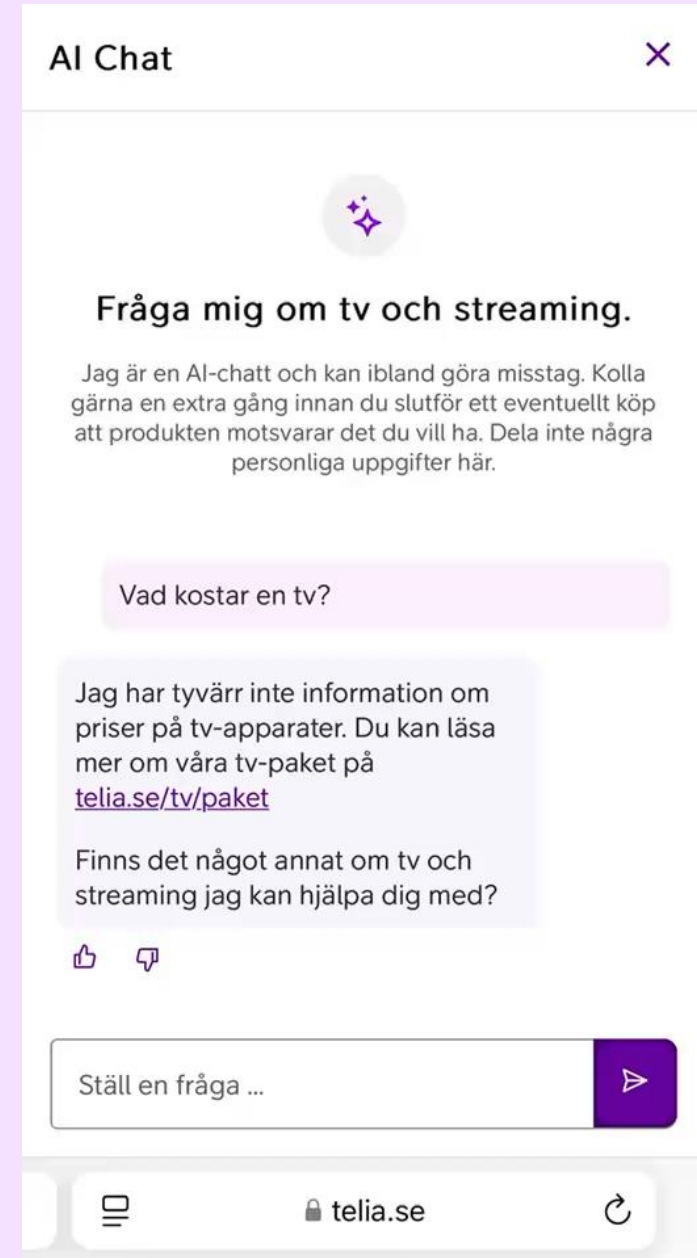 AI Chat
Fråga mig om tv och streaming.
Jag är en AI-chatt och kan ibland göra misstag. Kolla
gärna en extra gång innan du slutför ett eventuellt köp
att produkten motsvarar det du vill ha. Dela inte några
personliga uppgifter här.
Vad kostar en tv?
Jag har tyvärr inte information om
priser på tv-apparater. Du kan läsa
mer om våra tv-paket på
telia.se/tv/paket
Finns det något annat om tv och
streaming jag kan hjälpa dig med?
Ställ en fråga ...
telia.se